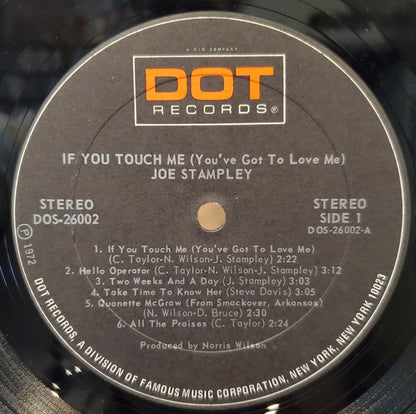 A G+W COMPANY
DOT
RECORDS®
IF YOU TOUCH ME (You've Got To Love Me)
JOE STAMPLEY
STEREO
DOS-26002
STEREO
SIDE 1
DOS-26002-A
℗ 1972
1. If You Touch Me (You've Got To Love Me)
(C. Taylor-N. Wilson-J. Stampley) 2:22
2. Hello Operator (C. Taylor-N. Wilson-J. Stampley) 3:12
3. Two Weeks And A Day (J. Stampley) 3:03
4. Take Time To Know Her (Steve Davis) 3:05
5. Quonette McGraw (From Smackover, Arkansas)
(N. Wilson-D. Bruce) 2:30
6. All The Praises (C. Taylor) 2:24
Produced by Norris Wilson
DOT RECORDS, A DIVISION OF FAMOUS MUSIC CORPORATION, NEW YORK, NEW YORK 10023